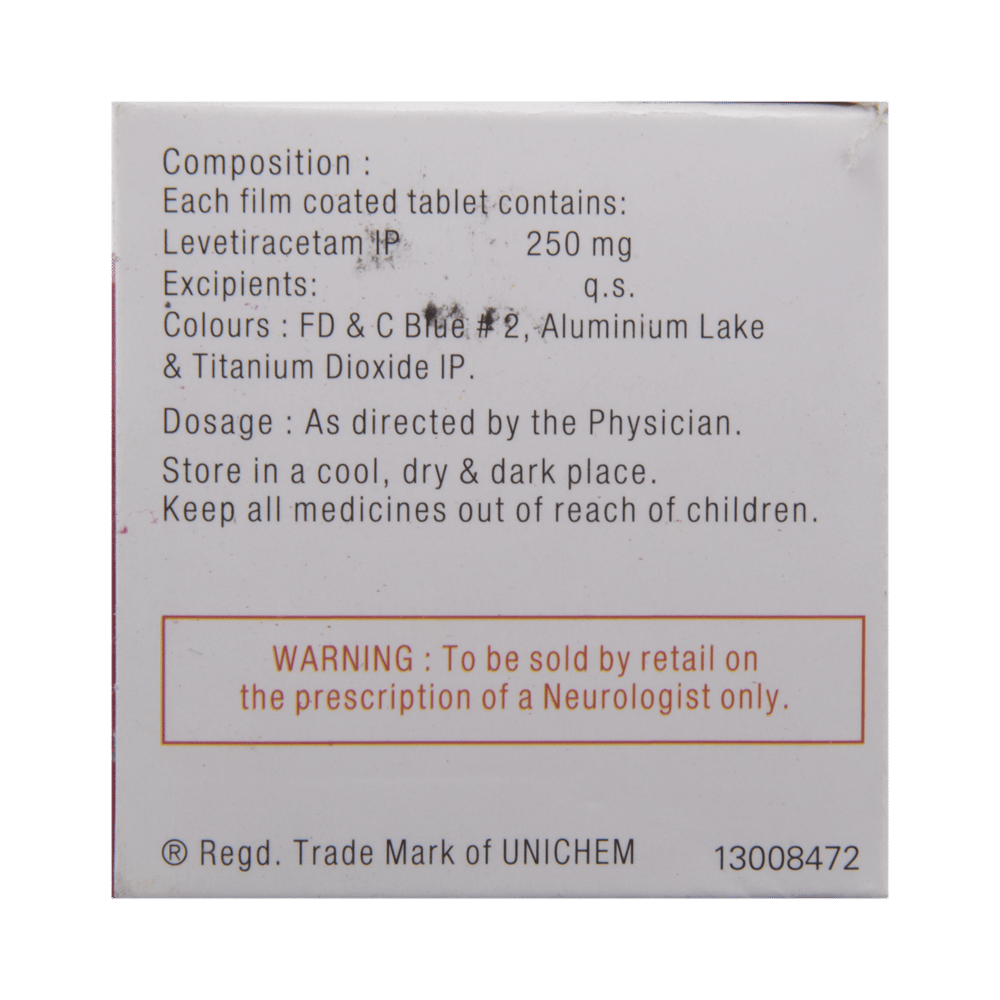 Composition :
Each film coated tablet contains:
Levetiracetam IP 250 mg
Excipients: q.s.
Colours : FD & C Blue # 2, Aluminium Lake
& Titanium Dioxide IP.
Dosage : As directed by the Physician.
Store in a cool, dry & dark place.
Keep all medicines out of reach of children.
WARNING : To be sold by retail on
the prescription of a Neurologist only.
® Regd. Trade Mark of UNICHEM 13008472